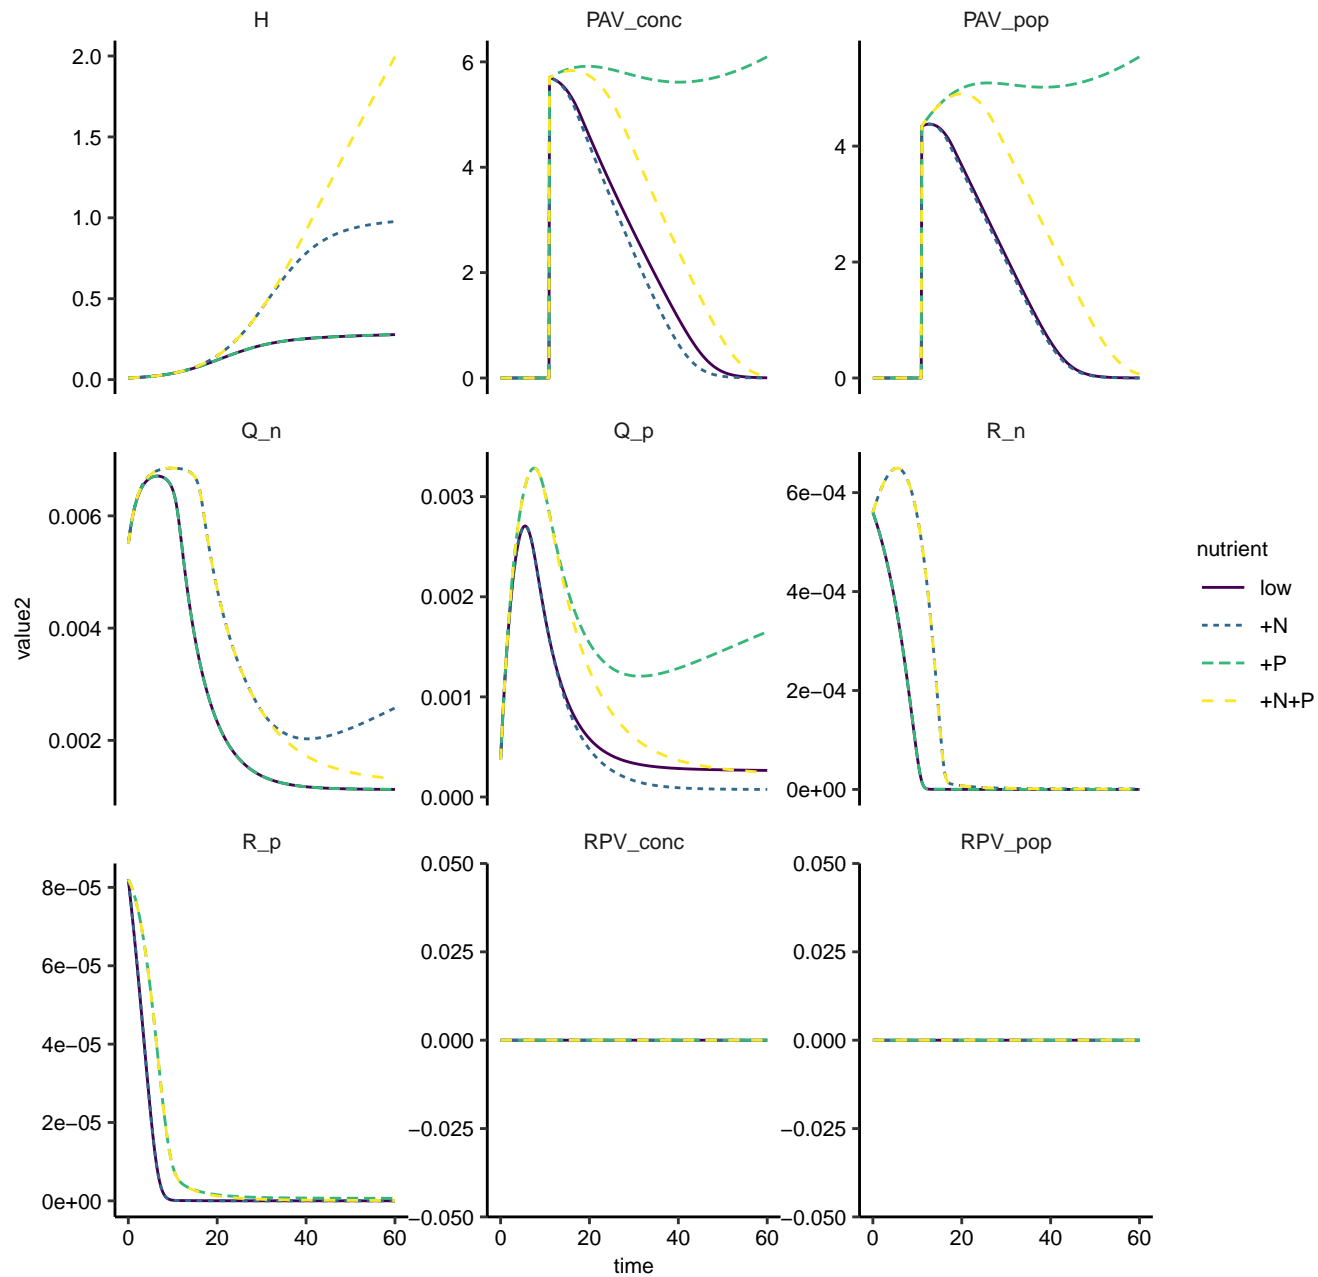 H
PAV_conc
PAV_pop
2.0
1.5
1.0
0.5
0.0
6
4
2
0
4
2
0
Q_n
Q_p
R_n
0.006
0.004
0.002
0.003
0.002
0.001
0.000
6e−04
4e−04
2e−04
0e+00
R_p
RPV_conc
RPV_pop
8e−05
6e−05
4e−05
2e−05
0e+00
0.050
0.025
0.000
−0.025
−0.050
0.050
0.025
0.000
−0.025
−0.050
0 20 40 60
0 20 40 60
0 20 40 60
time
value2
nutrient
low
+N
+P
+N+P